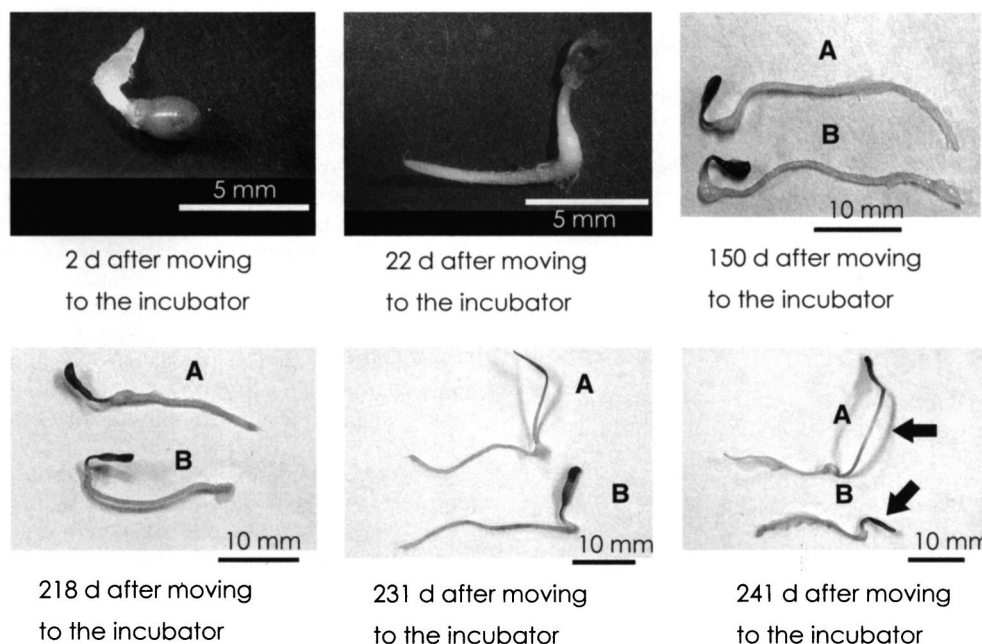 5 mm
2 d after moving
to the incubator
5 mm
22 d after moving
to the incubator
A
B
10 mm
150 d after moving
to the incubator
A
B
10 mm
218 d after moving
to the incubator
A
B
10 mm
231 d after moving
to the incubator
A
B
10 mm
241 d after moving
to the incubator